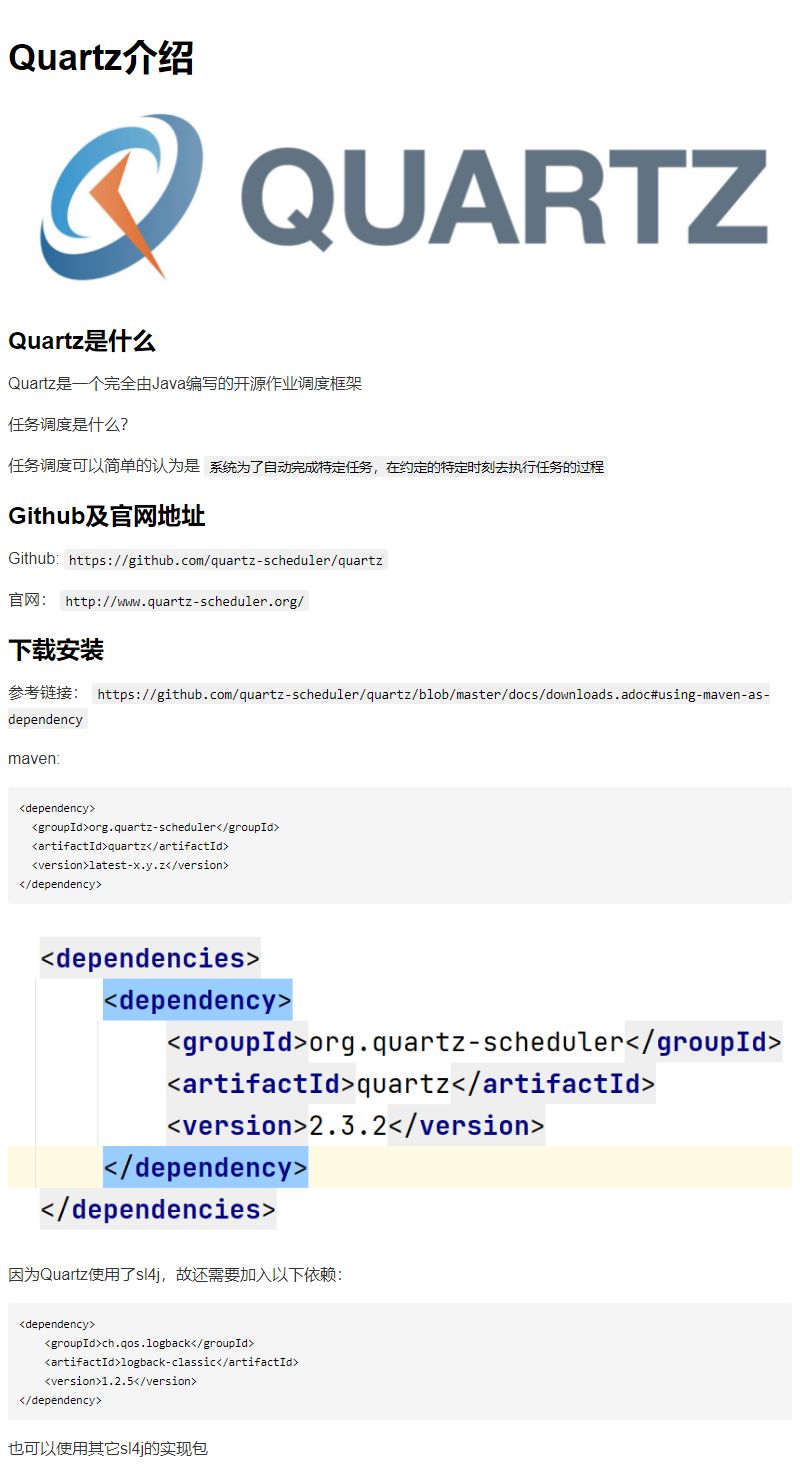 Quartz介绍
QUARTZ
Quartz是什么
Quartz是一个完全由Java编写的开源作业调度框架
任务调度是什么？
任务调度可以简单的认为是 系统为了自动完成特定任务，在约定的特定时刻去执行任务的过程
Github及官网地址
Github: https://github.com/quartz-scheduler/quartz
官网： http://www.quartz-scheduler.org/
下载安装
参考链接： https://github.com/quartz-scheduler/quartz/blob/master/docs/downloads.adoc#using-maven-as-
dependency
maven:
<dependency>
  <groupId>org.quartz-scheduler</groupId>
  <artifactId>quartz</artifactId>
  <version>latest-x.y.z</version>
</dependency>
<dependencies>
    <dependency>
        <groupId>org.quartz-scheduler</groupId>
        <artifactId>quartz</artifactId>
        <version>2.3.2</version>
    </dependency>
</dependencies>
因为Quartz使用了sl4j，故还需要加入以下依赖：
<dependency>
    <groupId>ch.qos.logback</groupId>
    <artifactId>logback-classic</artifactId>
    <version>1.2.5</version>
</dependency>
也可以使用其它sl4j的实现包